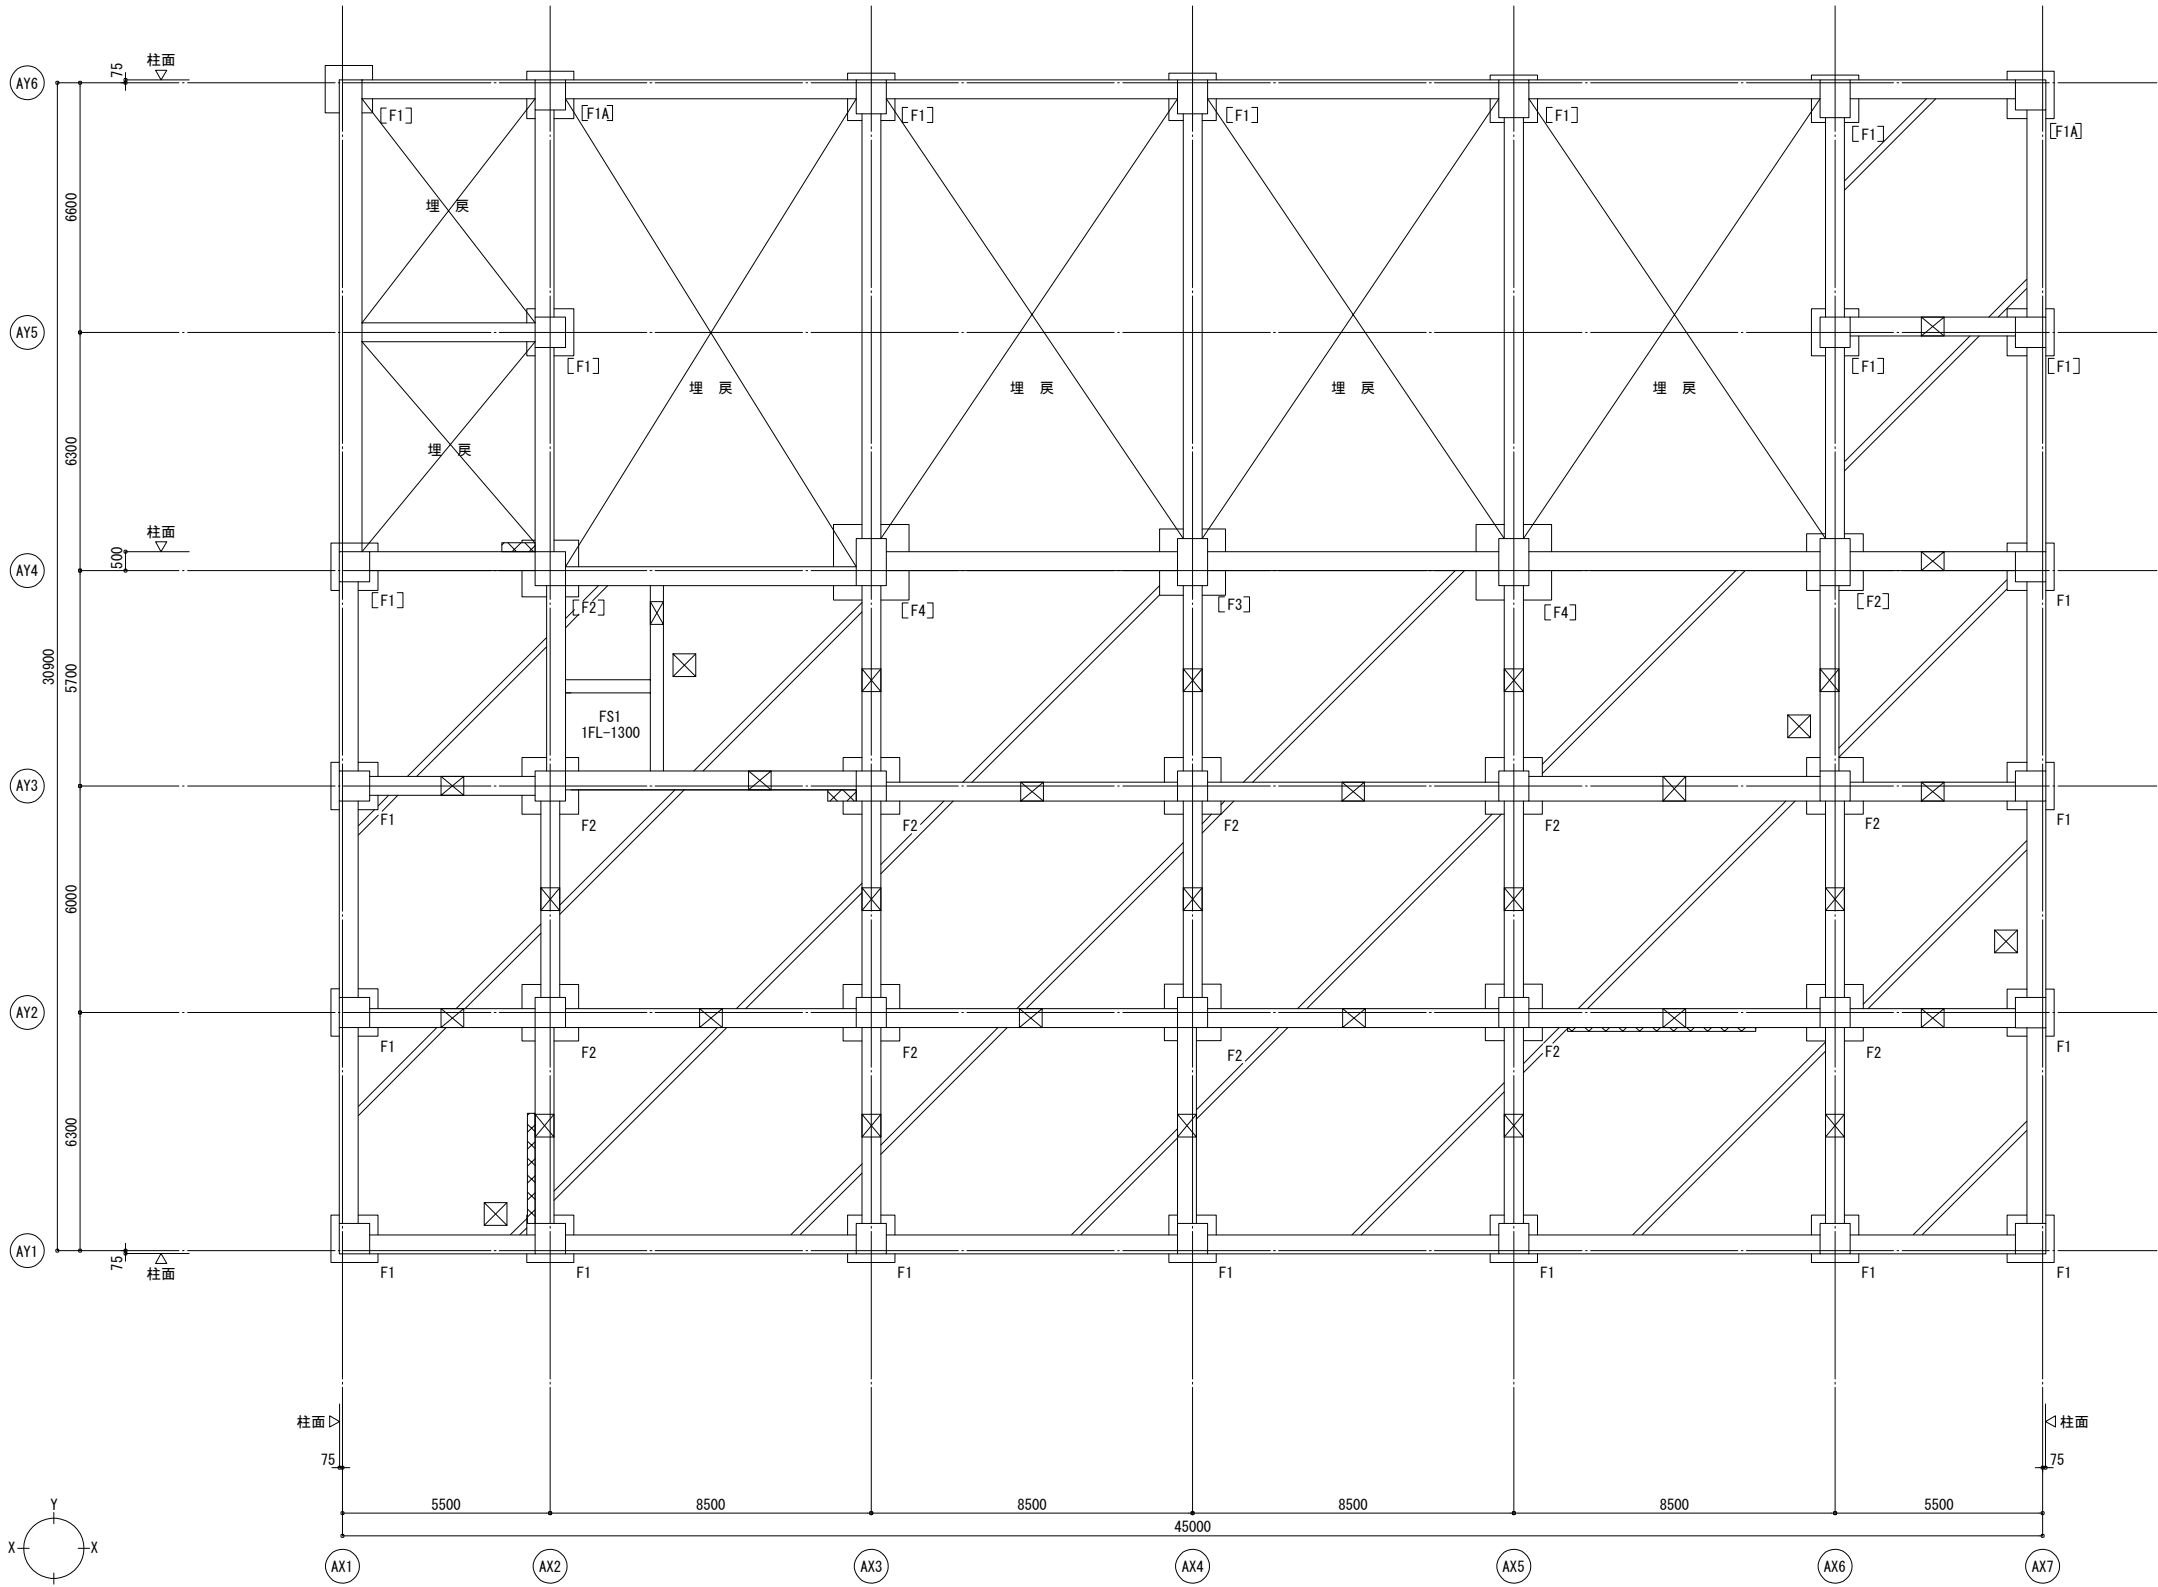 柱面
75
AY6
[F1]
[F1A]
[F1]
[F1]
[F1]
[F1]
[F1A]
6600
埋 戻
AY5
[F1]
[F1]
[F1]
埋 戻
埋 戻
埋 戻
埋 戻
6300
埋 戻
柱面
500
AY4
[F1]
[F2]
[F4]
[F3]
[F4]
[F2]
F1
30900
5700
FS1
1FL-1300
AY3
F1
F2
F2
F2
F2
F2
F1
6000
AY2
F1
F2
F2
F2
F2
F2
F1
6300
AY1
75
柱面
F1
F1
F1
F1
F1
F1
F1
柱面
柱面
75
75
5500
8500
8500
8500
8500
5500
45000
Y
X
X
AX1
AX2
AX3
AX4
AX5
AX6
AX7